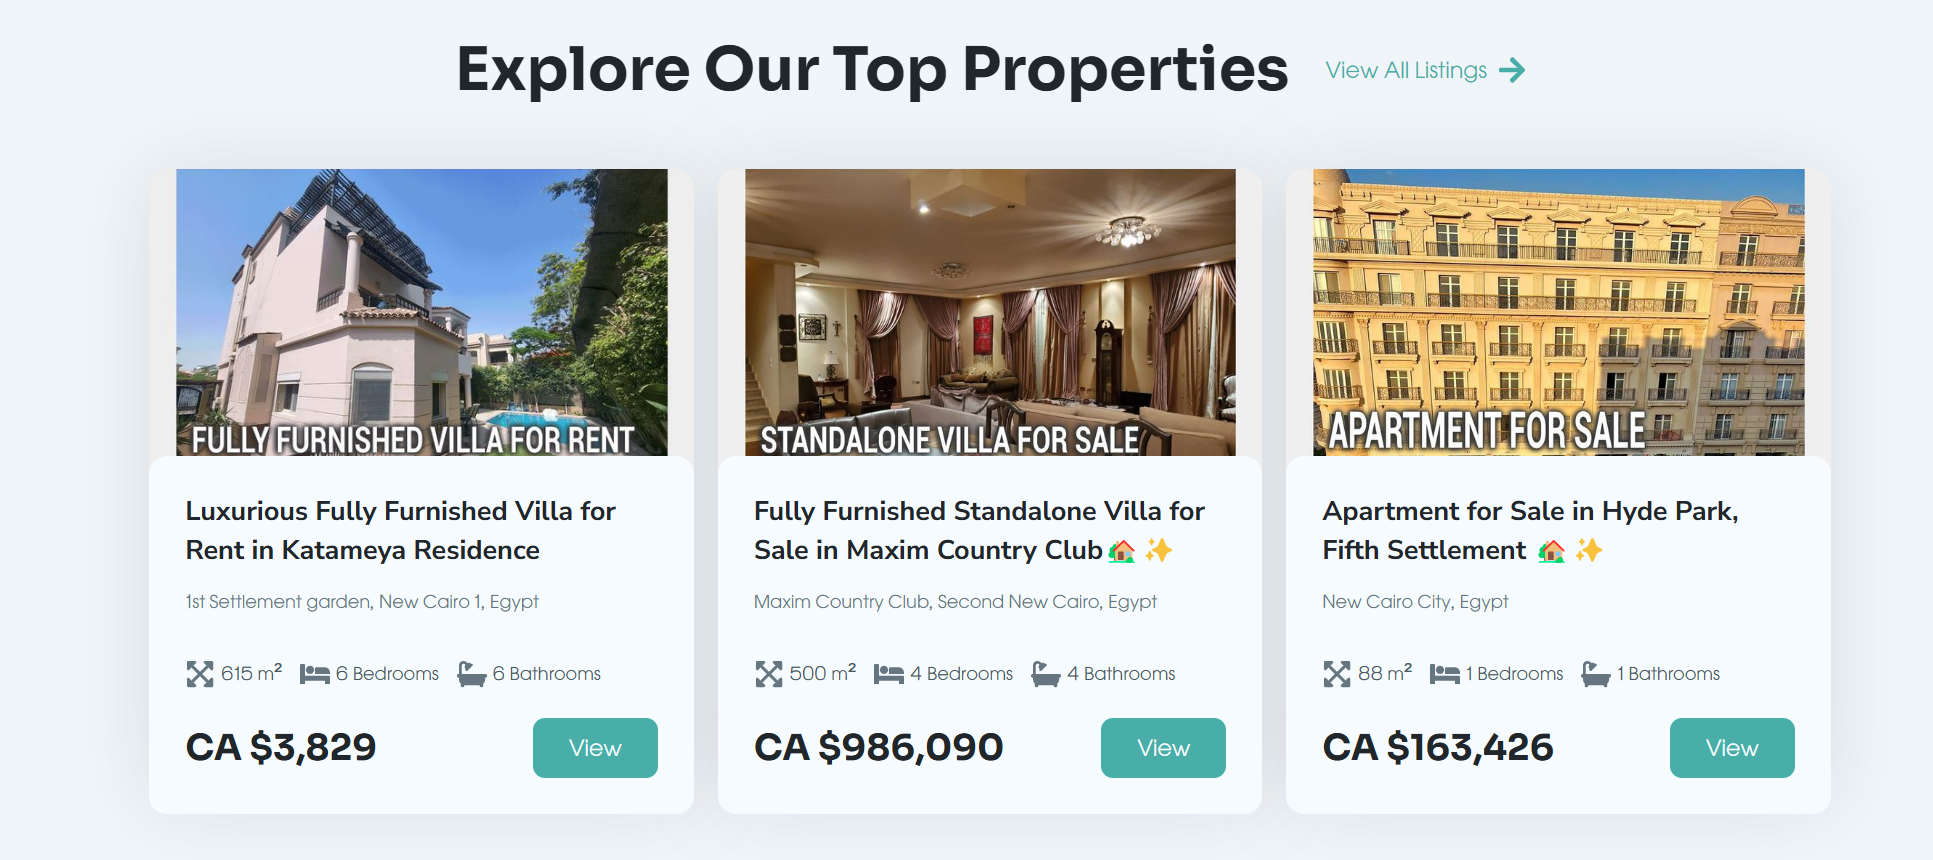 Explore Our Top Properties
View All Listings
FULLY FURNISHED VILLA FOR RENT
Luxurious Fully Furnished Villa for
Rent in Katameya Residence
1st Settlement garden, New Cairo 1, Egypt
615 m² 6 Bedrooms 6 Bathrooms
CA $3,829
View
STANDALONE VILLA FOR SALE
Fully Furnished Standalone Villa for
Sale in Maxim Country Club🏡 ✨
Maxim Country Club, Second New Cairo, Egypt
500 m² 4 Bedrooms 4 Bathrooms
CA $986,090
View
APARTMENT FOR SALE
Apartment for Sale in Hyde Park,
Fifth Settlement 🏡 ✨
New Cairo City, Egypt
88 m² 1 Bedrooms 1 Bathrooms
CA $163,426
View